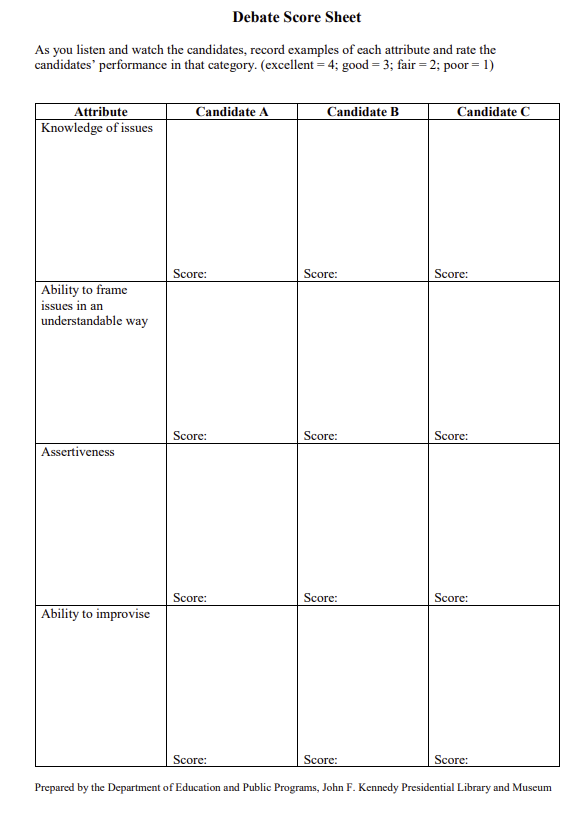 Debate Score Sheet
As you listen and watch the candidates, record examples of each attribute and rate the
candidates' performance in that category. (excellent = 4; good = 3; fair = 2; poor = 1)
Attribute Candidate A Candidate B Candidate C
Knowledge of issues
Score: Score: Score:
Ability to frame
issues in an
understandable way
Score: Score: Score:
Assertiveness
Score: Score: Score:
Ability to improvise
Score: Score: Score:
Prepared by the Department of Education and Public Programs, John F. Kennedy Presidential Library and Museum